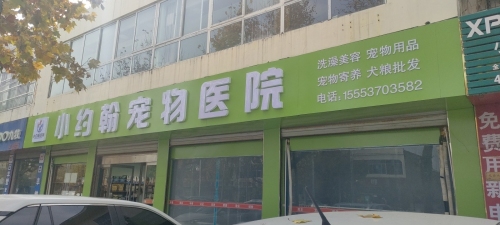 小约翰宠物医院
洗澡美容 宠物用品
宠物寄养 犬粮批发
电话：15553703582
XP
免费